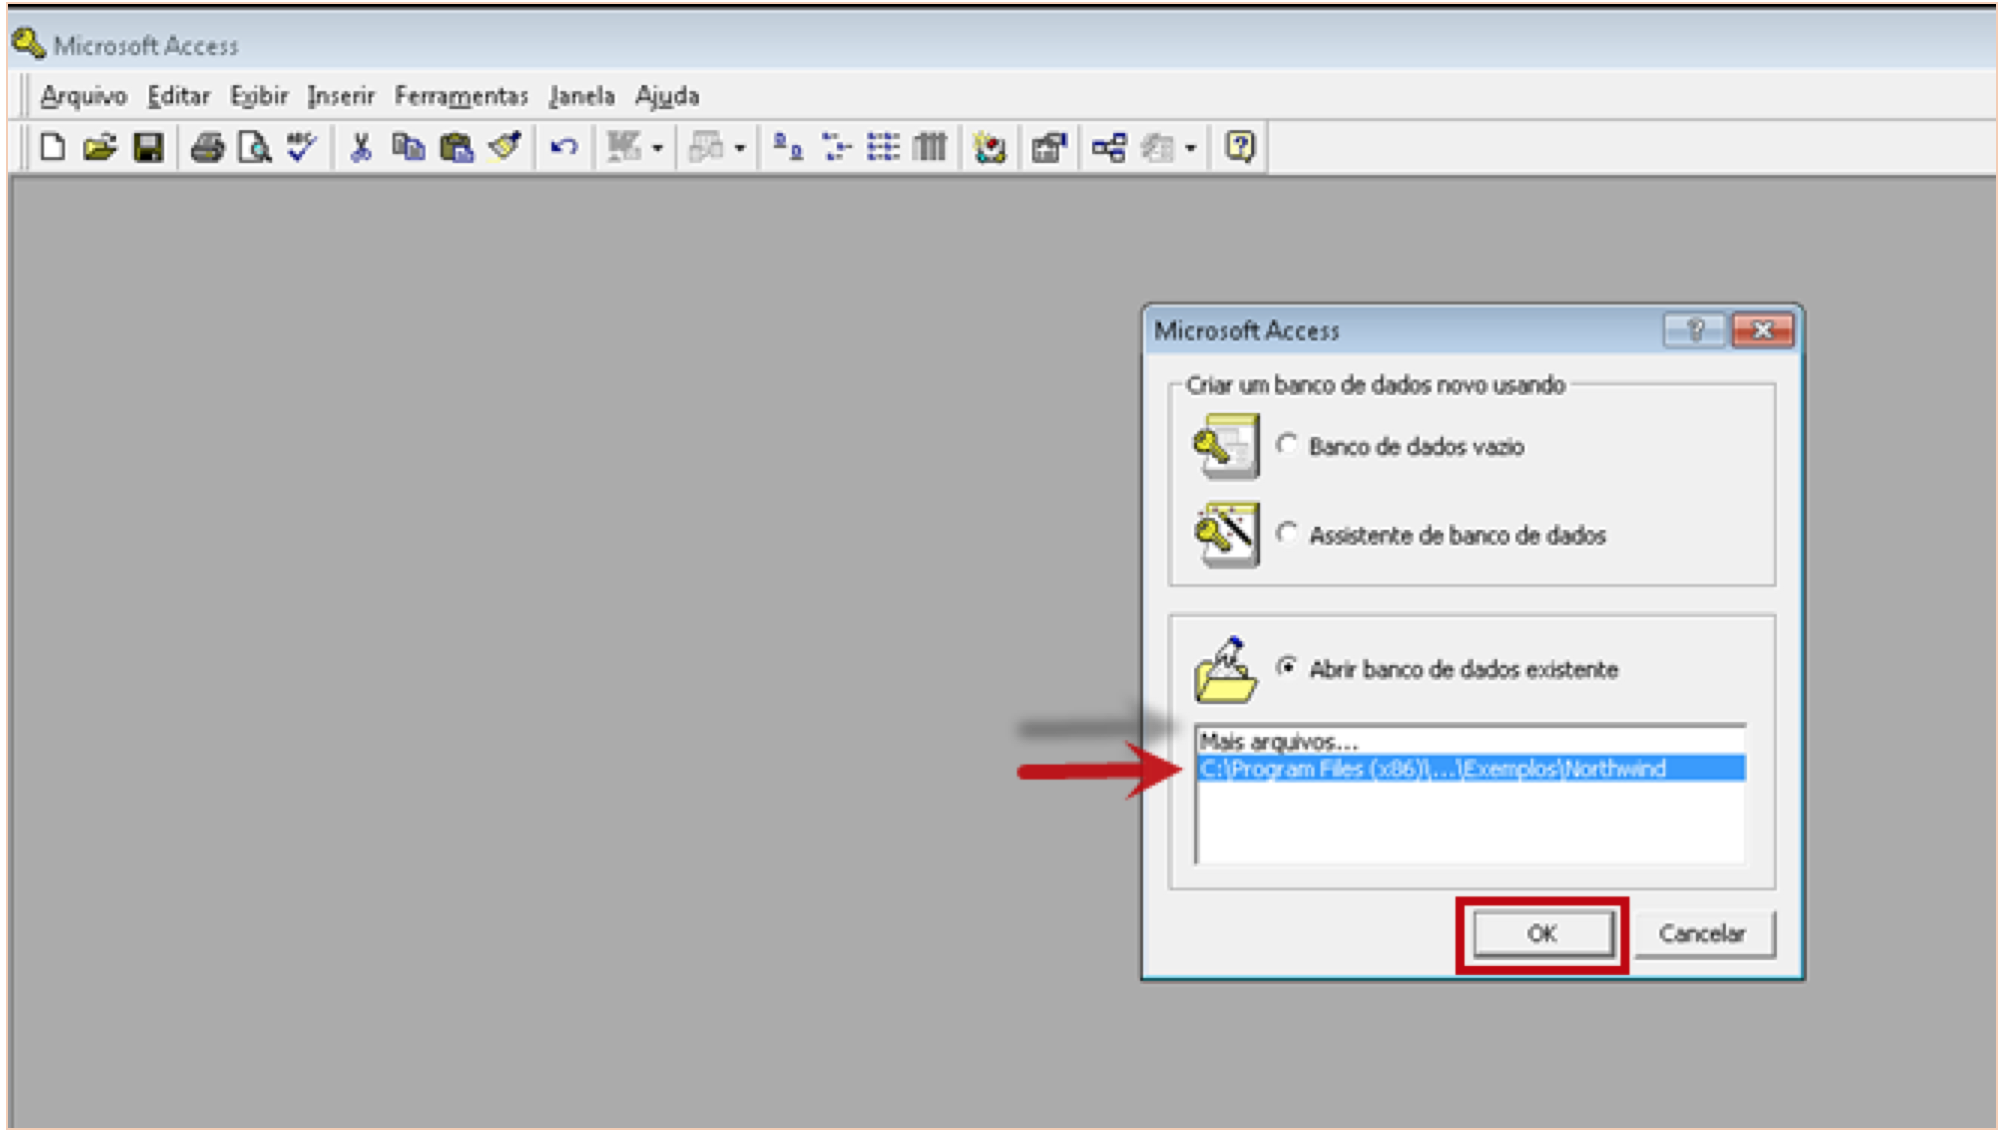 Microsoft Access
Arquivo Editar Exibir Inserir Ferramentas Janela Ajuda
ABC
Microsoft Access
Criar um banco de dados novo usando
Banco de dados vazio
Assistente de banco de dados
Abrir banco de dados existente
Mais arquivos...
C:\Program Files (x86)\...\Exemplos\Northwind
OK
Cancelar